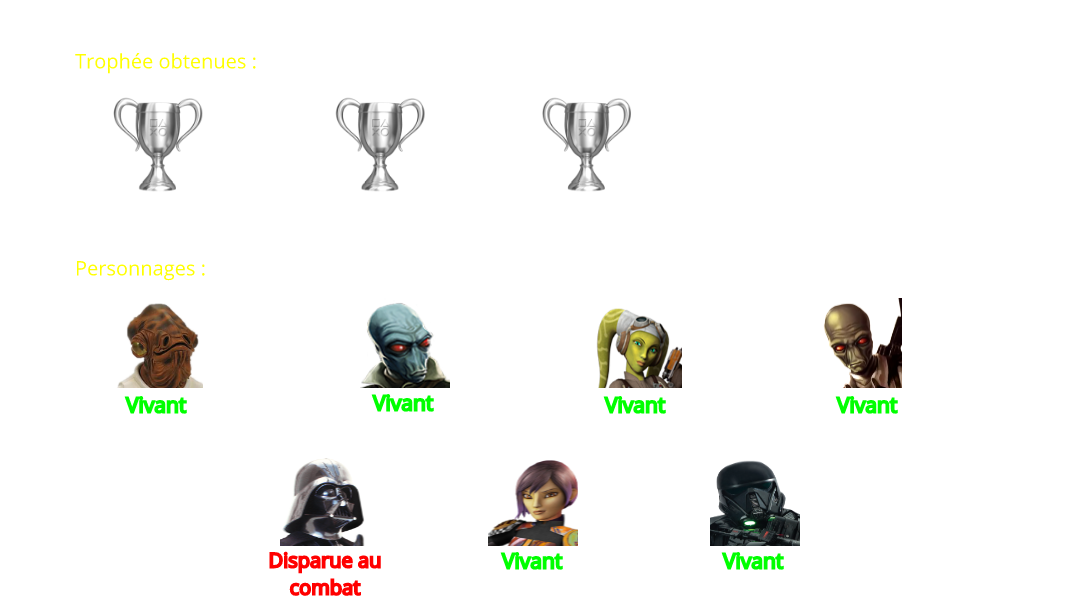 Trophée obtenues :
Personnages :
Vivant
Vivant
Vivant
Vivant
Disparue au
combat
Vivant
Vivant